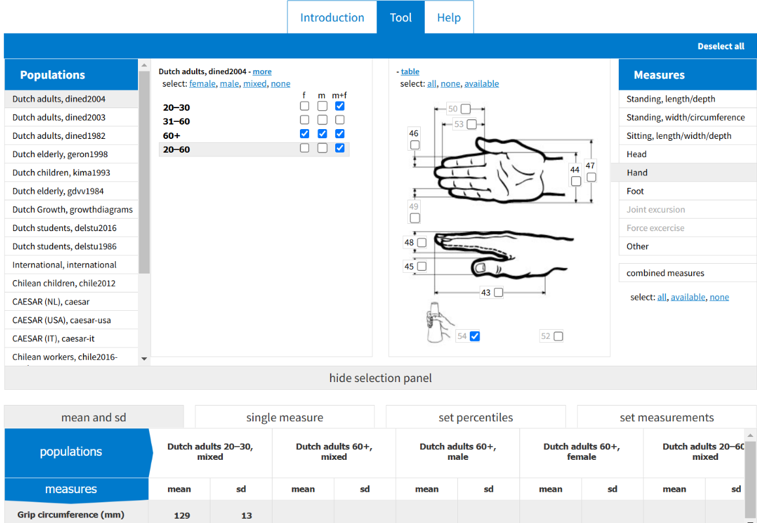 Introduction Tool Help
Deselect all
Populations
Dutch adults, dined2004
Dutch adults, dined2003
Dutch adults, dined1982
Dutch elderly, geron1998
Dutch children, kima1993
Dutch elderly, gdvv1984
Dutch Growth, growthdiagrams
Dutch students, delstu2016
Dutch students, delstu1986
International, international
Chilean children, chile2012
CAESAR (NL), caesar
CAESAR (USA), caesar-usa
CAESAR (IT), caesar-it
Chilean workers, chile2016-
Dutch adults, dined2004 - more
select: female, male, mixed, none
f m m+f
20–30
31–60
60+
20–60
- table
select: all, none, available
50
53
46
44
47
49
48
45
43
54
52
Measures
Standing, length/depth
Standing, width/circumference
Sitting, length/width/depth
Head
Hand
Foot
Joint excursion
Force excercise
Other
combined measures
select: all, available, none
hide selection panel
mean and sd single measure set percentiles set measurements
populations
Dutch adults 20–30, mixed
Dutch adults 60+, mixed
Dutch adults 60+, male
Dutch adults 60+, female
Dutch adults 20–60 mixed
measures mean sd mean sd mean sd mean sd mean sd
Grip circumference (mm) 129 13